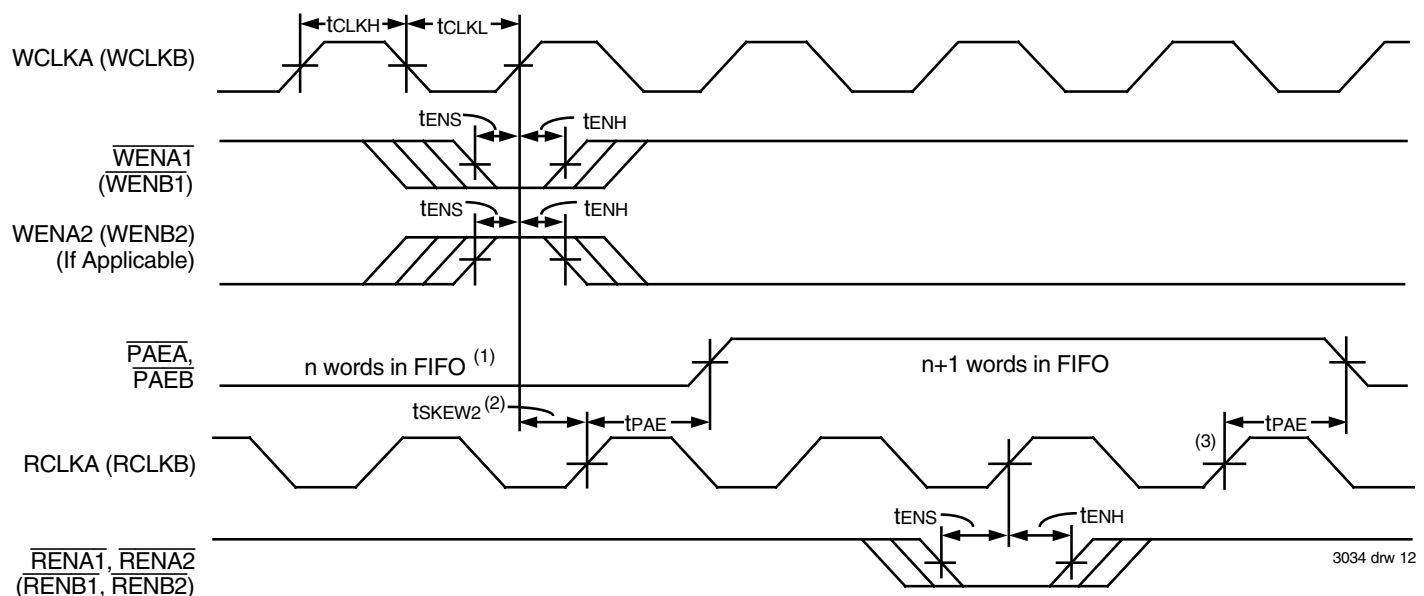 tCLKH tCLKL
WCLKA (WCLKB)
tENS tENH
WENA1
(WENB1)
tENS tENH
WENA2 (WENB2)
(If Applicable)
PAEA,
PAEB
n words in FIFO (1)
n+1 words in FIFO
tSKEW2(2)
tPAE
tPAE
RCLKA (RCLKB)
(3)
tENS tENH
RENA1, RENA2
(RENB1, RENB2)
3034 drw 12